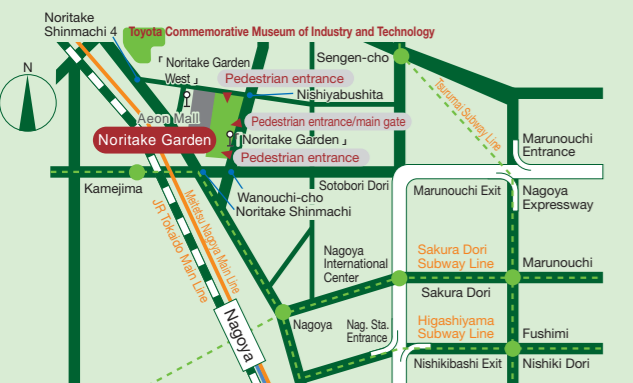 Noritake
Shinmachi 4
Toyota Commemorative Museum of Industry and Technology
N
「 Noritake Garden
West 」
Sengen-cho
Pedestrian entrance
Nishiyabushita
Tsurumai Subway Line
Aeon Mall
Pedestrian entrance/main gate
Noritake Garden
「 Noritake Garden 」
Marunouchi
Entrance
Pedestrian entrance
Kamejima
Sotobori Dori
Marunouchi Exit
Nagoya
Expressway
Wanouchi-cho
Noritake Shinmachi
Meitetsu Nagoya Main Line
JR Tokaido Main Line
Nagoya
International
Center
Sakura Dori
Subway Line
Marunouchi
Sakura Dori
Nagoya
Nagoya
Nag. Sta.
Entrance
Higashiyama
Subway Line
Fushimi
Nishikibashi Exit
Nishiki Dori